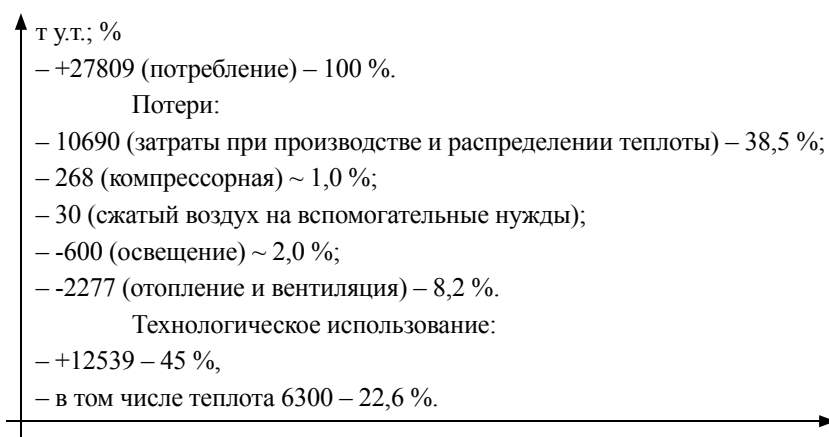 т у.т.; %
– +27809 (потребление) – 100 %.
Потери:
– 10690 (затраты при производстве и распределении теплоты) – 38,5 %;
– 268 (компрессорная) ~ 1,0 %;
– 30 (сжатый воздух на вспомогательные нужды);
– -600 (освещение) ~ 2,0 %;
– -2277 (отопление и вентиляция) – 8,2 %.
Технологическое использование:
– +12539 – 45 %,
– в том числе теплота 6300 – 22,6 %.